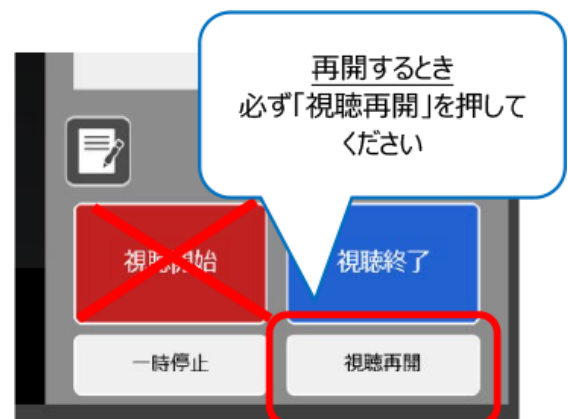 再開するとき
必ず「視聴再開」を押して
ください
視聴開始
視聴終了
一時停止
視聴再開